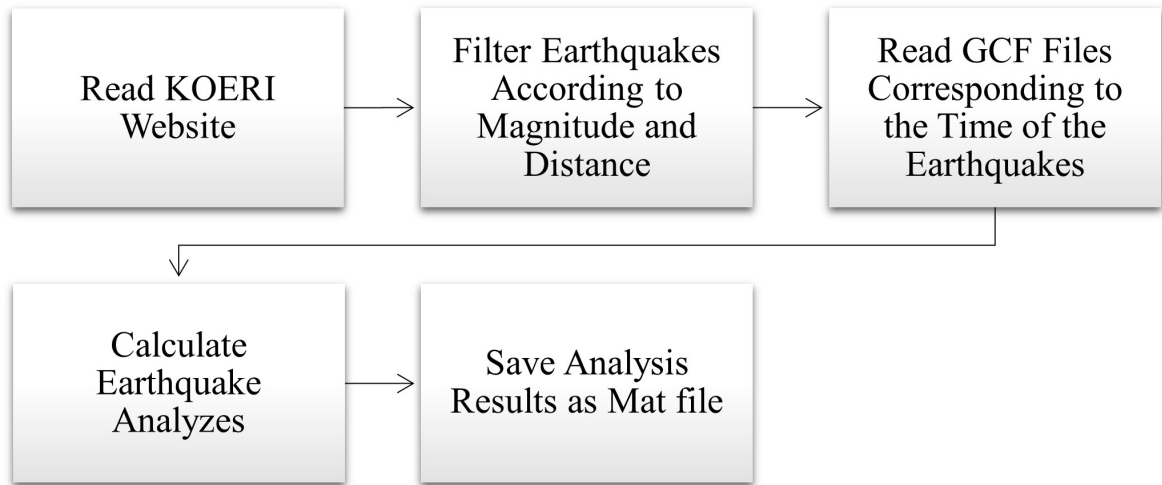 Read KOERI
Website
Filter Earthquakes
According to
Magnitude and
Distance
Read GCF Files
Corresponding to
the Time of the
Earthquakes
Calculate
Earthquake
Analyzes
Save Analysis
Results as Mat file